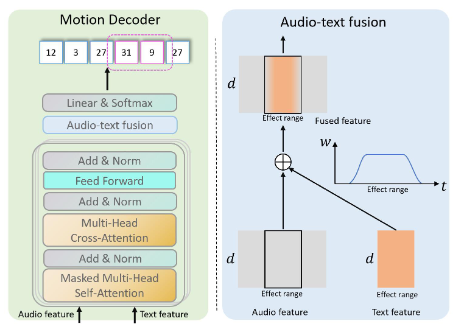 Motion Decoder
12 3 27 31 9 27
Linear & Softmax
Audio-text fusion
Add & Norm
Feed Forward
Add & Norm
Multi-Head
Cross-Attention
Add & Norm
Masked Multi-Head
Self-Attention
Audio feature
Text feature
Audio-text fusion
d
Effect range
Fused feature
w
Effect range
t
d
Effect range
Audio feature
d
Effect range
Text feature